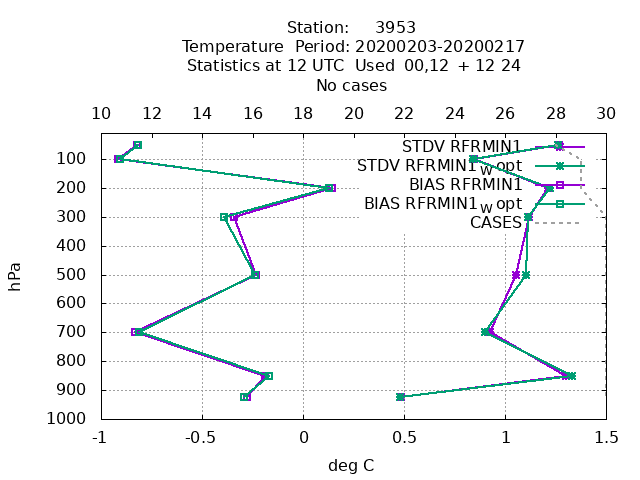 Station: 3953
Temperature Period: 20200203-20200217
Statistics at 12 UTC Used 00,12 + 12 24
No cases
10 12 14 16 18 20 22 24 26 28 30
STDV RFRMIN1
STDV RFRMIN1W opt
BIAS RFRMIN1
BIAS RFRMIN1W opt
CASES
100
200
300
400
500
600
700
800
900
1000
hPa
-1 -0.5 0 0.5 1 1.5
deg C